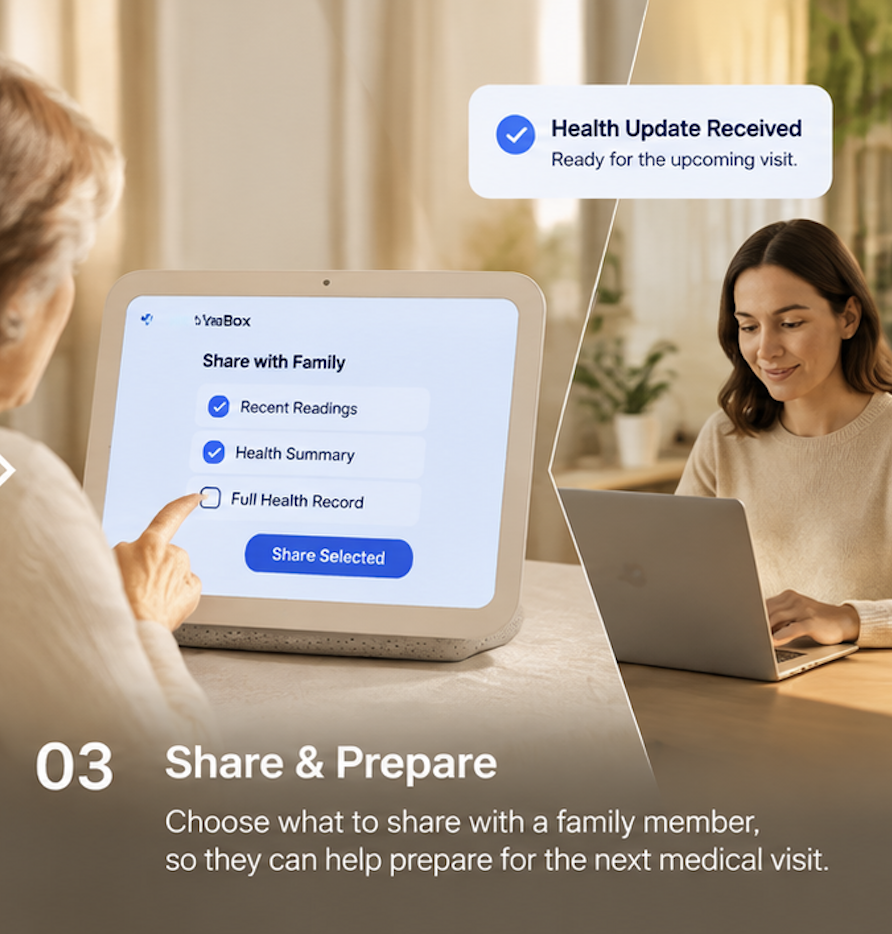 Health Update Received
Ready for the upcoming visit.
Share with Family
Recent Readings
Health Summary
Full Health Record
Share Selected
03
Share & Prepare
Choose what to share with a family member,
so they can help prepare for the next medical visit.